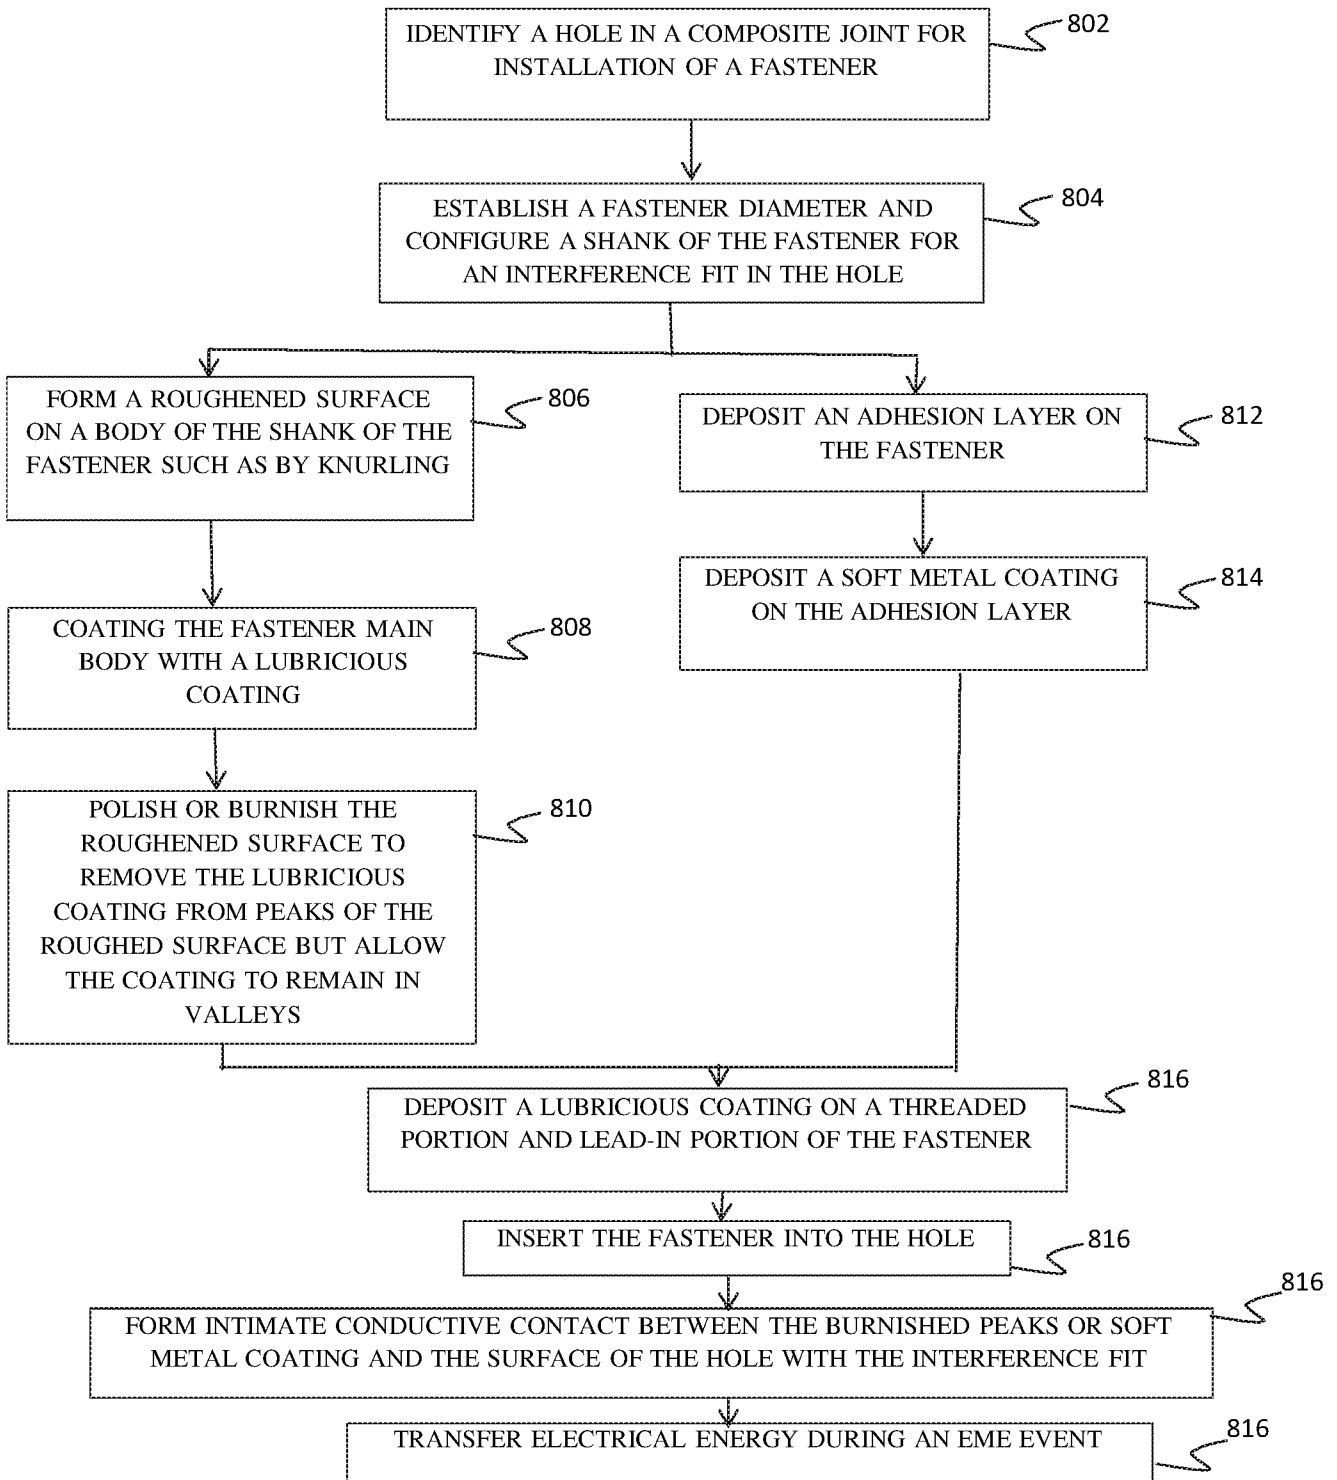 IDENTIFY A HOLE IN A COMPOSITE JOINT FOR
INSTALLATION OF A FASTENER
802
ESTABLISH A FASTENER DIAMETER AND
CONFIGURE A SHANK OF THE FASTENER FOR
AN INTERFERENCE FIT IN THE HOLE
804
FORM A ROUGHENED SURFACE
ON A BODY OF THE SHANK OF THE
FASTENER SUCH AS BY KNURLING
806
COATING THE FASTENER MAIN
BODY WITH A LUBRICIOUS
COATING
808
POLISH OR BURNISH THE
ROUGHENED SURFACE TO
REMOVE THE LUBRICIOUS
COATING FROM PEAKS OF THE
ROUGHED SURFACE BUT ALLOW
THE COATING TO REMAIN IN
VALLEYS
810
DEPOSIT AN ADHESION LAYER ON
THE FASTENER
812
DEPOSIT A SOFT METAL COATING
ON THE ADHESION LAYER
814
DEPOSIT A LUBRICIOUS COATING ON A THREADED
PORTION AND LEAD-IN PORTION OF THE FASTENER
816
INSERT THE FASTENER INTO THE HOLE
816
FORM INTIMATE CONDUCTIVE CONTACT BETWEEN THE BURNISHED PEAKS OR SOFT
METAL COATING AND THE SURFACE OF THE HOLE WITH THE INTERFERENCE FIT
816
TRANSFER ELECTRICAL ENERGY DURING AN EME EVENT
816